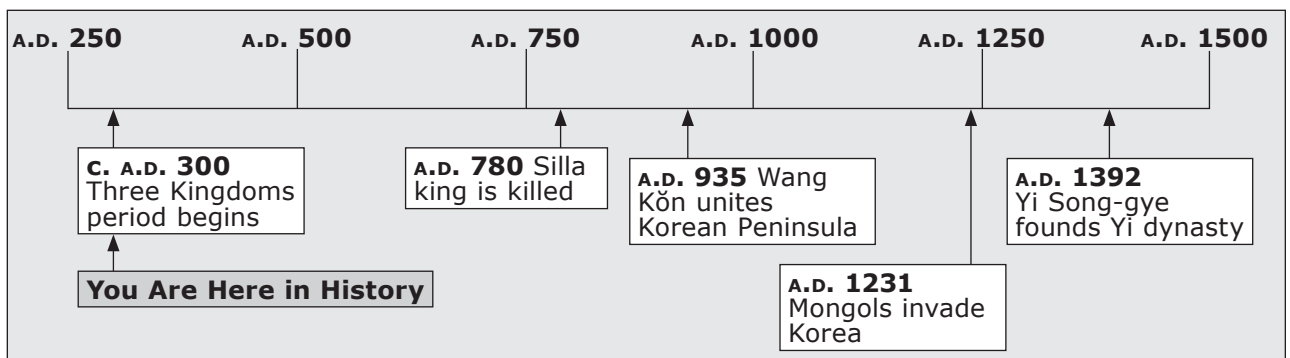 A.D. 250 A.D. 500 A.D. 750 A.D. 1000 A.D. 1250 A.D. 1500
C. A.D. 300
Three Kingdoms
period begins
You Are Here in History
A.D. 780 Silla
king is killed
A.D. 935 Wang
Kŏn unites
Korean Peninsula
A.D. 1231
Mongols invade
Korea
A.D. 1392
Yi Song-gye
founds Yi dynasty